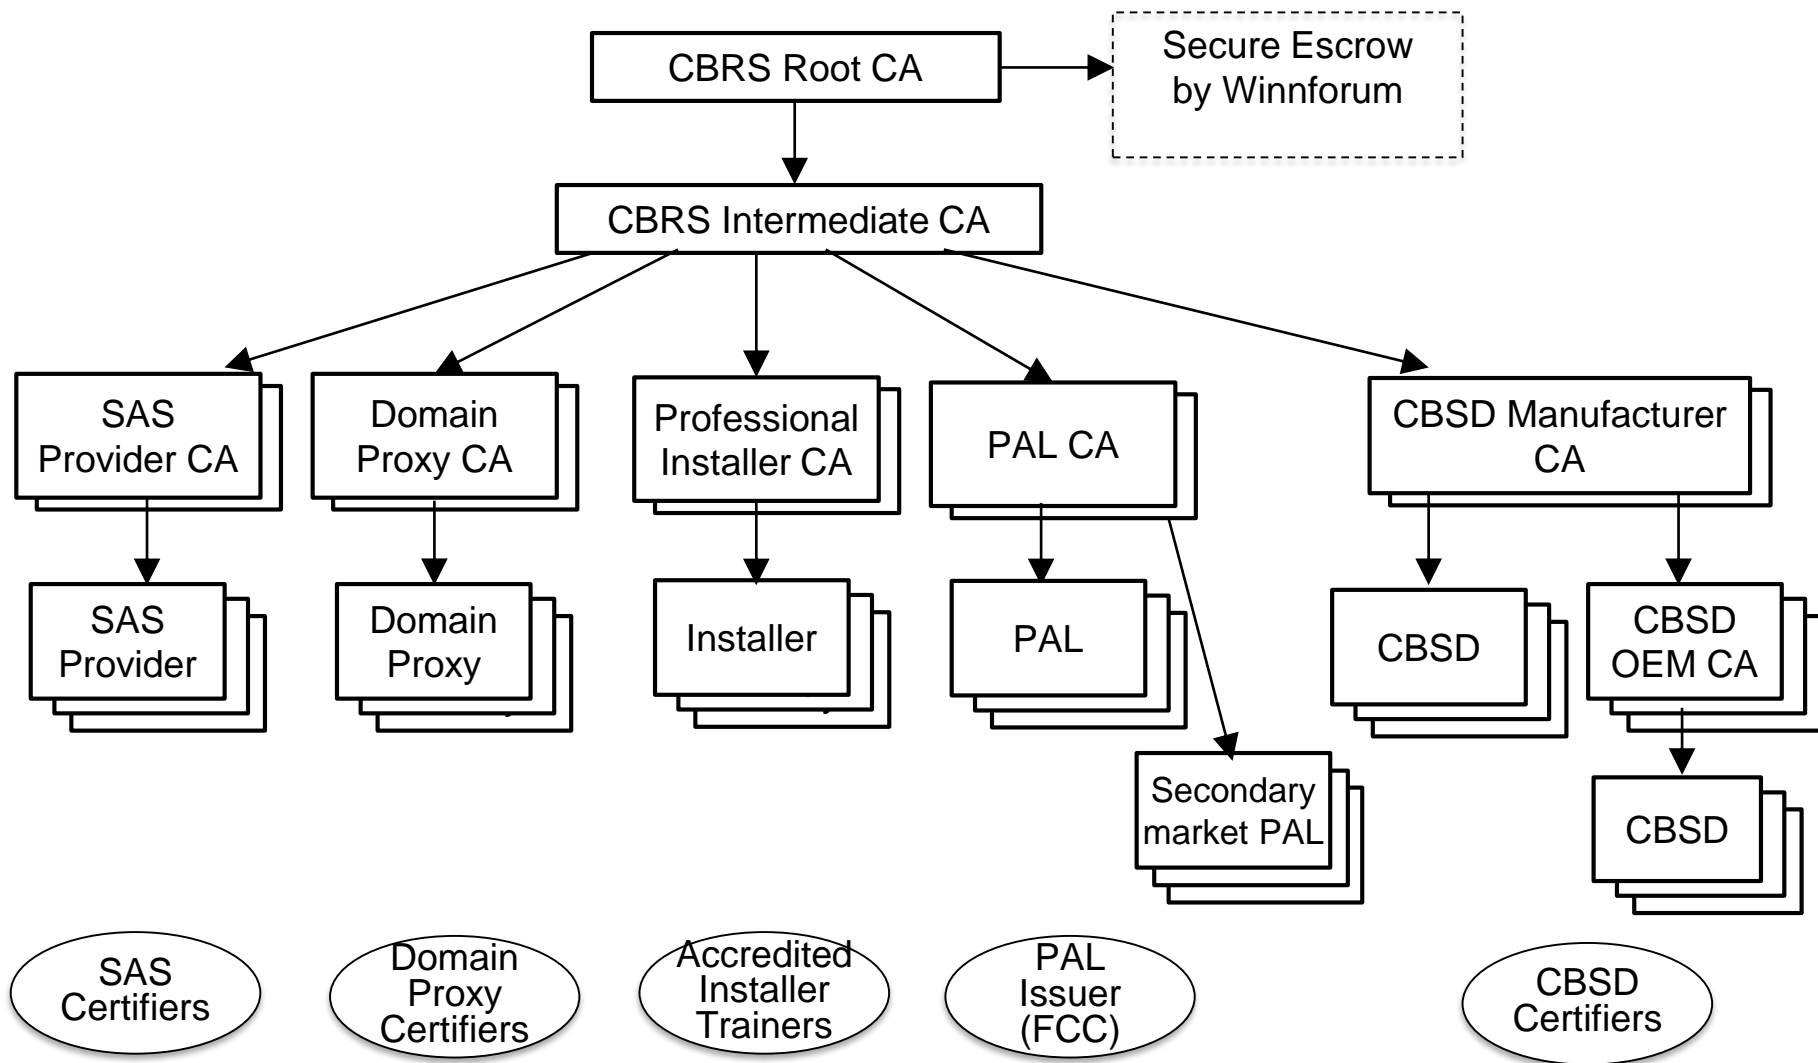 CBRS Root CA
Secure Escrow
by Winnforum
CBRS Intermediate CA
SAS
Provider CA
Domain
Proxy CA
Professional
Installer CA
PAL CA
CBSD Manufacturer
CA
SAS
Provider
Domain
Proxy
Installer
PAL
CBSD
CBSD
OEM CA
Secondary
market PAL
CBSD
SAS
Certifiers
Domain
Proxy
Certifiers
Accredited
Installer
Trainers
PAL
Issuer
(FCC)
CBSD
Certifiers